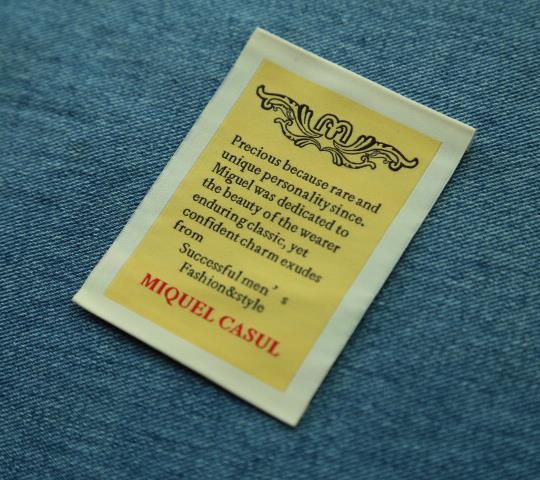 Precious because rare and
unique personality since.
Miguel was dedicated to
the beauty of the wearer
enduring classic, yet
confident charm exudes
from
Successful men's
Fashion&style
MIQUEL CASUL